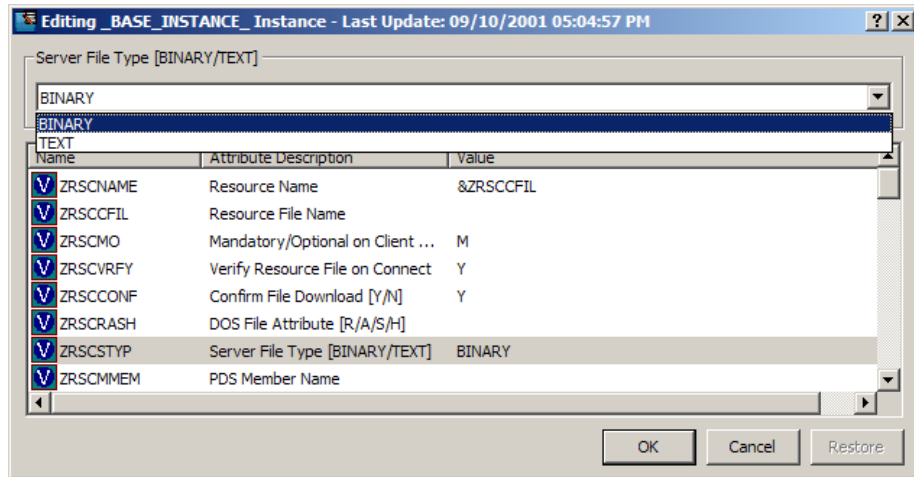 Editing _BASE_INSTANCE_ Instance - Last Update: 09/10/2001 05:04:57 PM
Server File Type [BINARY/TEXT]
BINARY
BINARY
TEXT
Name Attribute Description Value
ZRSCNAME Resource Name &ZRSCCFIL
ZRSCCFIL Resource File Name
ZRSCMO Mandatory/Optional on Client ... M
ZRSCVRFY Verify Resource File on Connect Y
ZRSCCONF Confirm File Download [Y/N] Y
ZRSCRASH DOS File Attribute [R/A/S/H]
ZRSCSTYP Server File Type [BINARY/TEXT] BINARY
ZRSCMMEM PDS Member Name
OK Cancel Restore